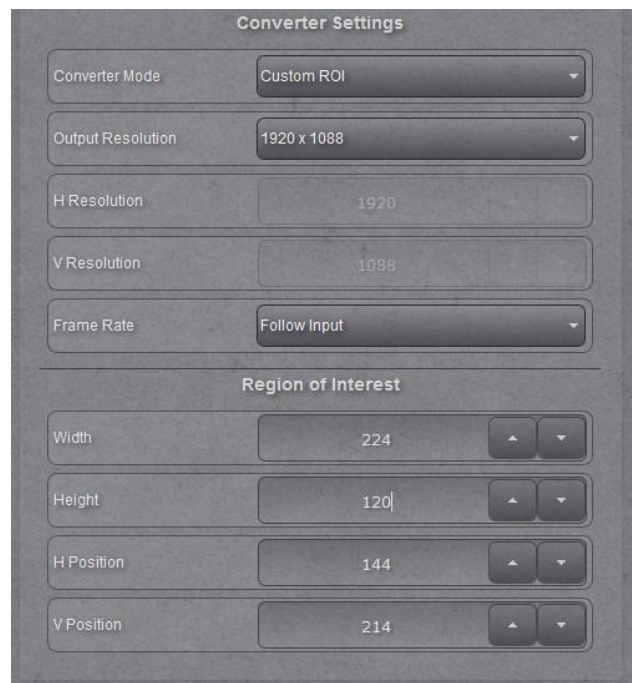 Converter Settings
Converter Mode Custom ROI
Output Resolution 1920 x 1088
H Resolution 1920
V Resolution 1088
Frame Rate Follow Input
Region of Interest
Width 224
Height 120
H Position 144
V Position 214